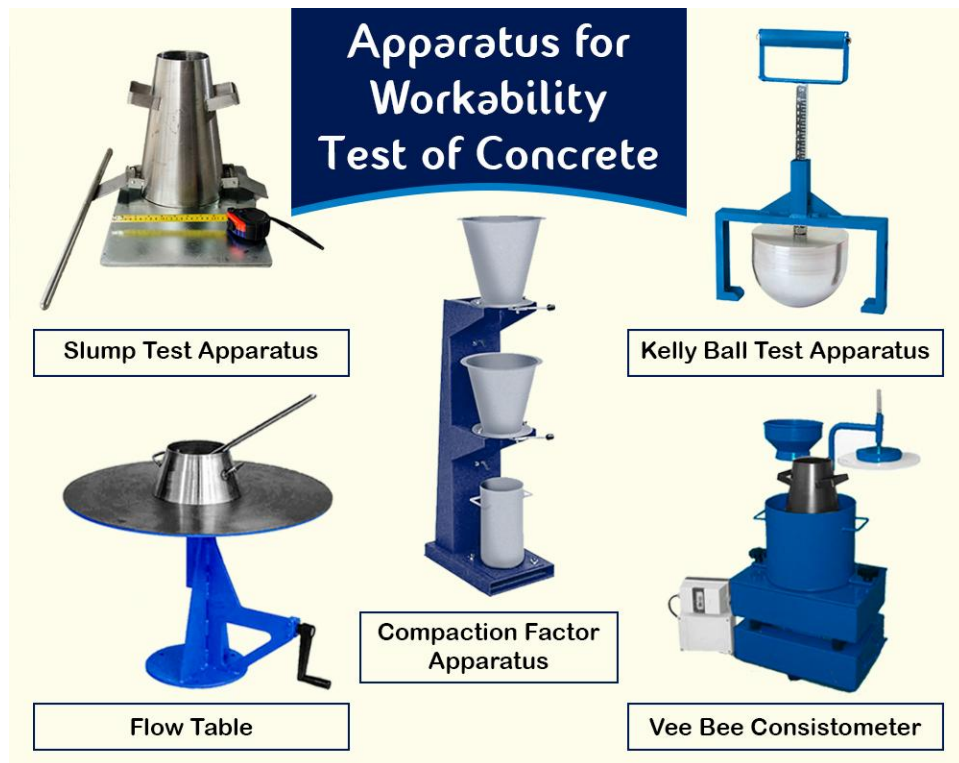 Apparatus for
Workability
Test of Concrete
Slump Test Apparatus
Kelly Ball Test Apparatus
Compaction Factor
Apparatus
Flow Table
Vee Bee Consistometer